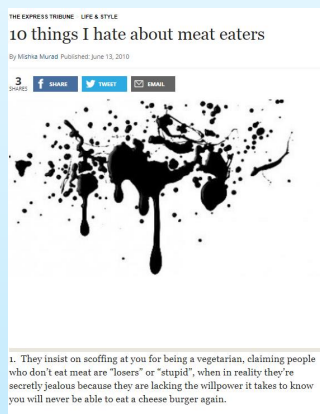 THE EXPRESS TRIBUNE LIFE & STYLE
10 things I hate about meat eaters
By Mishka Murad Published: June 13, 2010
3
SHARES
SHARE
TWEET
EMAIL
1. They insist on scoffing at you for being a vegetarian, claiming people
who don't eat meat are "losers" or "stupid", when in reality they're
secretly jealous because they are lacking the willpower it takes to know
you will never be able to eat a cheese burger again.